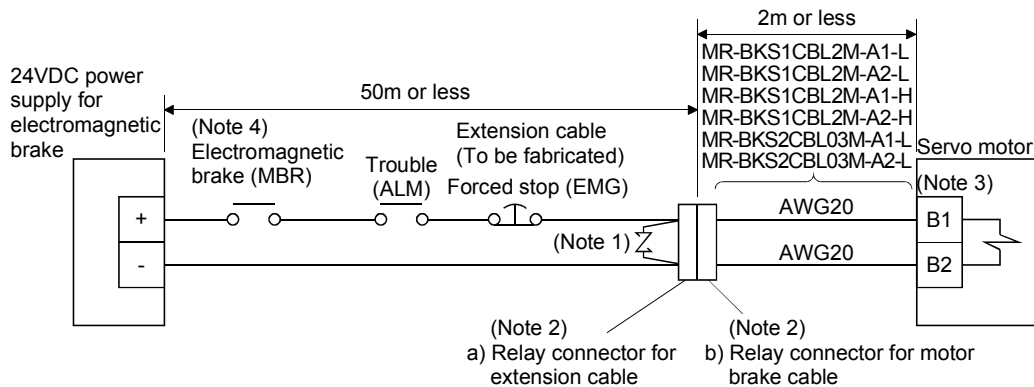 2m or less
MR-BKS1CBL2M-A1-L
MR-BKS1CBL2M-A2-L
MR-BKS1CBL2M-A1-H
MR-BKS1CBL2M-A2-H
MR-BKS2CBL03M-A1-L
MR-BKS2CBL03M-A2-L
24VDC power
supply for
electromagnetic
brake
50m or less
(Note 4)
Electromagnetic
brake (MBR)
Trouble
(ALM)
Extension cable
(To be fabricated)
Forced stop (EMG)
Servo motor
(Note 3)
+
AWG20
B1
(Note 1)
-
AWG20
B2
(Note 2)
a) Relay connector for
extension cable
(Note 2)
b) Relay connector for motor
brake cable